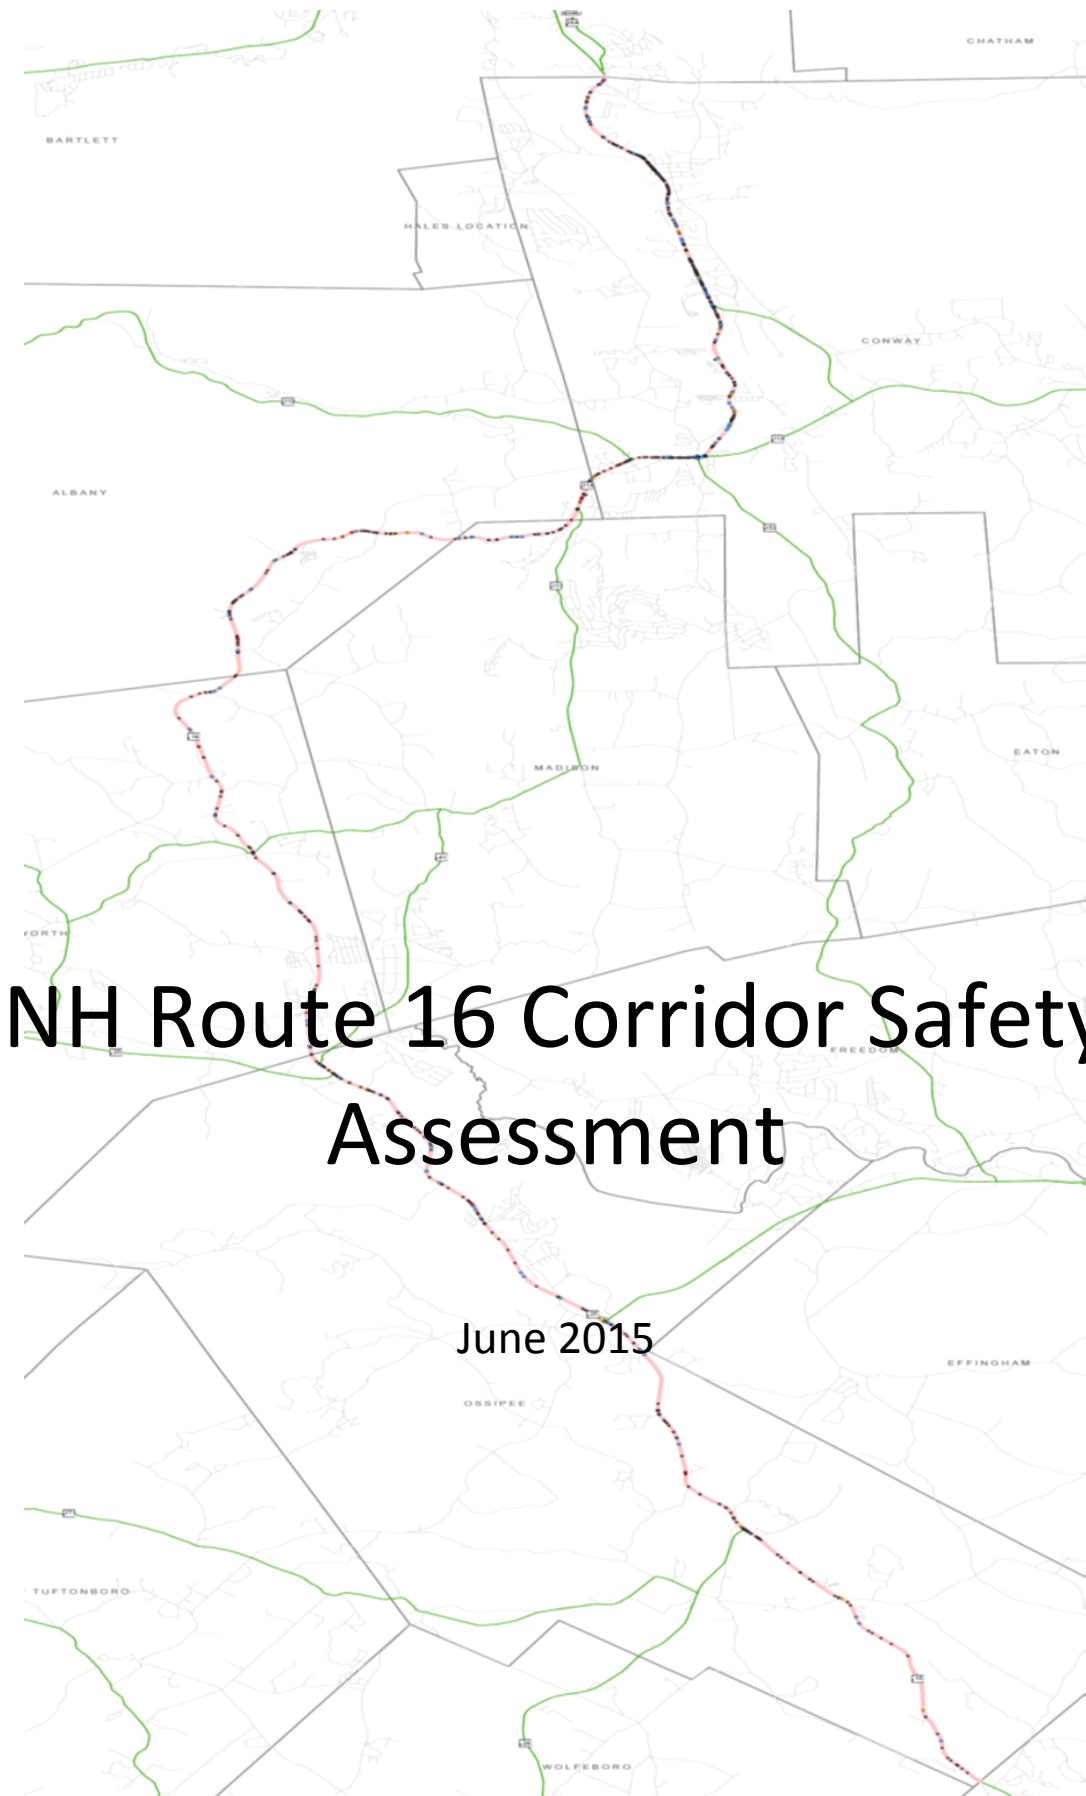 CHATHAM
BARTLETT
HALES LOCATION
CONWAY
ALBANY
EATON
MADISON
ORTH
NH Route 16 Corridor Safety
FREEDOM
Assessment
June 2015
EFFINGHAM
OSSIPEE
TUFTONBORO
WOLFEBORO